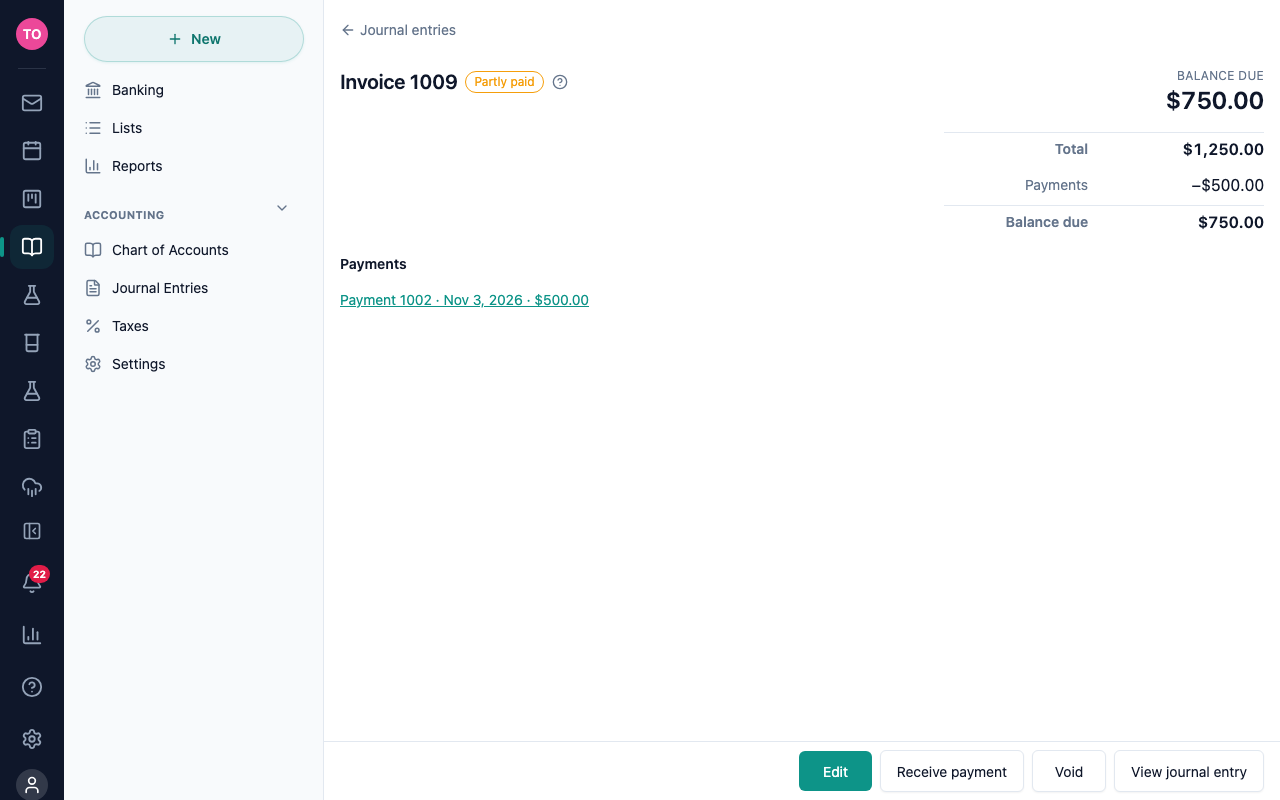 TO
22
New
Banking
Lists
Reports
ACCOUNTING
Chart of Accounts
Journal Entries
Taxes
Settings
Journal entries
Invoice 1009 Partly paid
BALANCE DUE
$750.00
Total $1,250.00
Payments –$500.00
Balance due $750.00
Payments
Payment 1002 · Nov 3, 2026 · $500.00
Edit Receive payment Void View journal entry